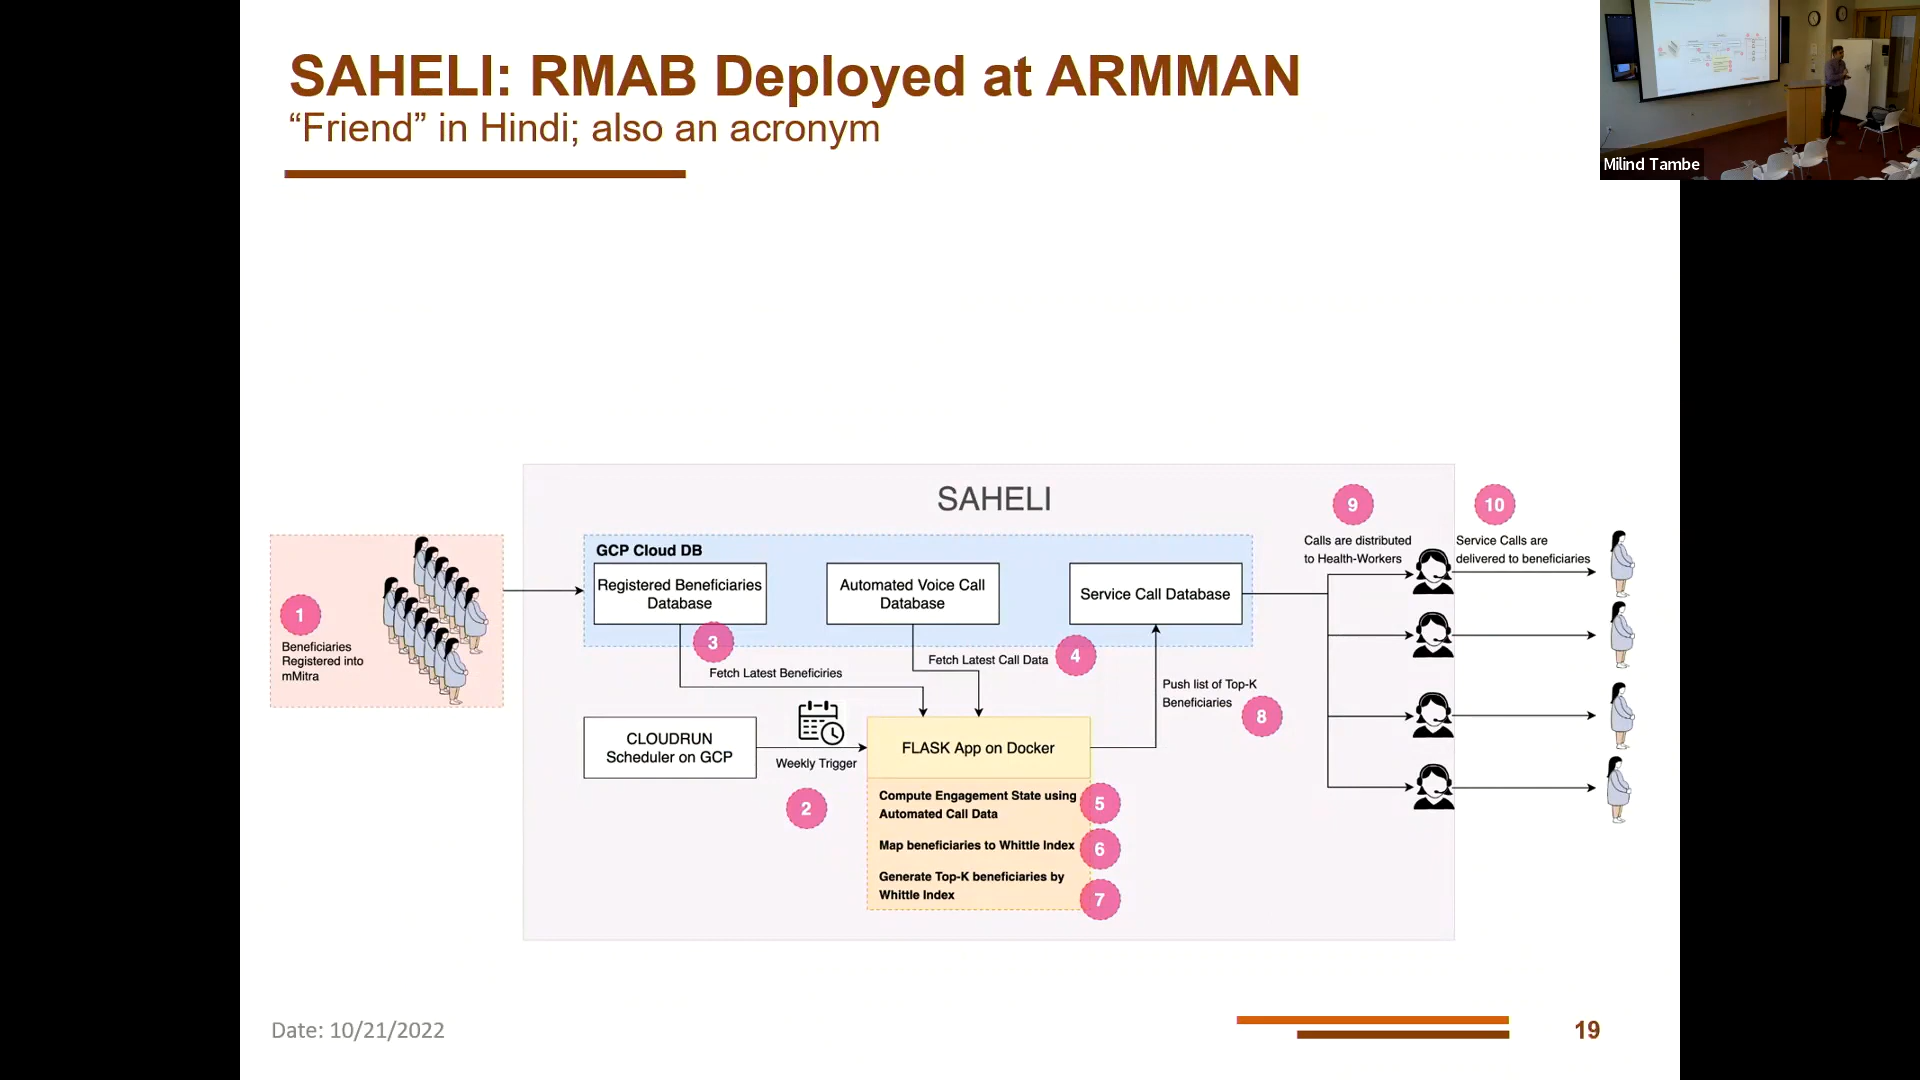 SAHELI: RMAB Deployed at ARMMAN
“Friend” in Hindi; also an acronym
Milind Tambe
SAHELI
1
Beneficiaries
Registered into
mMitra
GCP Cloud DB
Registered Beneficiaries
Database
Automated Voice Call
Database
Service Call Database
3
Fetch Latest Beneficiries
Fetch Latest Call Data
4
CLOUDRUN
Scheduler on GCP
Weekly Trigger
2
FLASK App on Docker
Compute Engagement State using
Automated Call Data
5
Map beneficiaries to Whittle Index
6
Generate Top-K beneficiaries by
Whittle Index
7
Push list of Top-K
Beneficiaries
8
9
Calls are distributed
to Health-Workers
10
Service Calls are
delivered to beneficiaries
Date: 10/21/2022
19